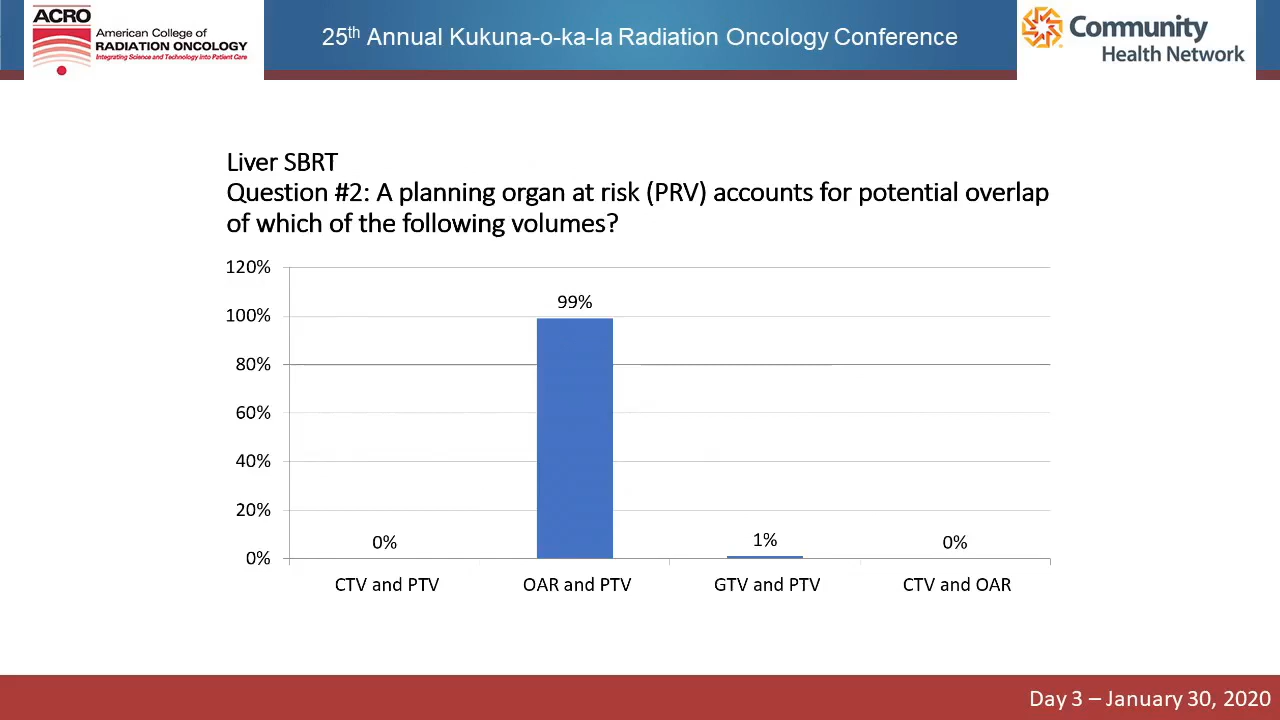 ACRO
American College of
RADIATION ONCOLOGY
Integrating Science and Technology Into Patient Care
25th Annual Kukuna-o-ka-la Radiation Oncology Conference
Community
Health Network
Liver SBRT
Question #2: A planning organ at risk (PRV) accounts for potential overlap
of which of the following volumes?
120%
100%
80%
60%
40%
20%
0%
0%
99%
1%
0%
CTV and PTV
OAR and PTV
GTV and PTV
CTV and OAR
Day 3 – January 30, 2020